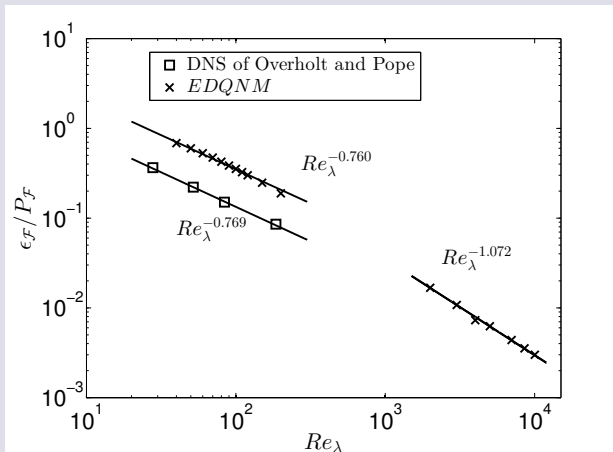 10^1
10^0
10^-1
10^-2
10^-3
ϵ_F/P_F
DNS of Overholt and Pope
EDQNM
Re_λ^-0.760
Re_λ^-0.769
Re_λ^-1.072
10^1 10^2 10^3 10^4
Re_λ